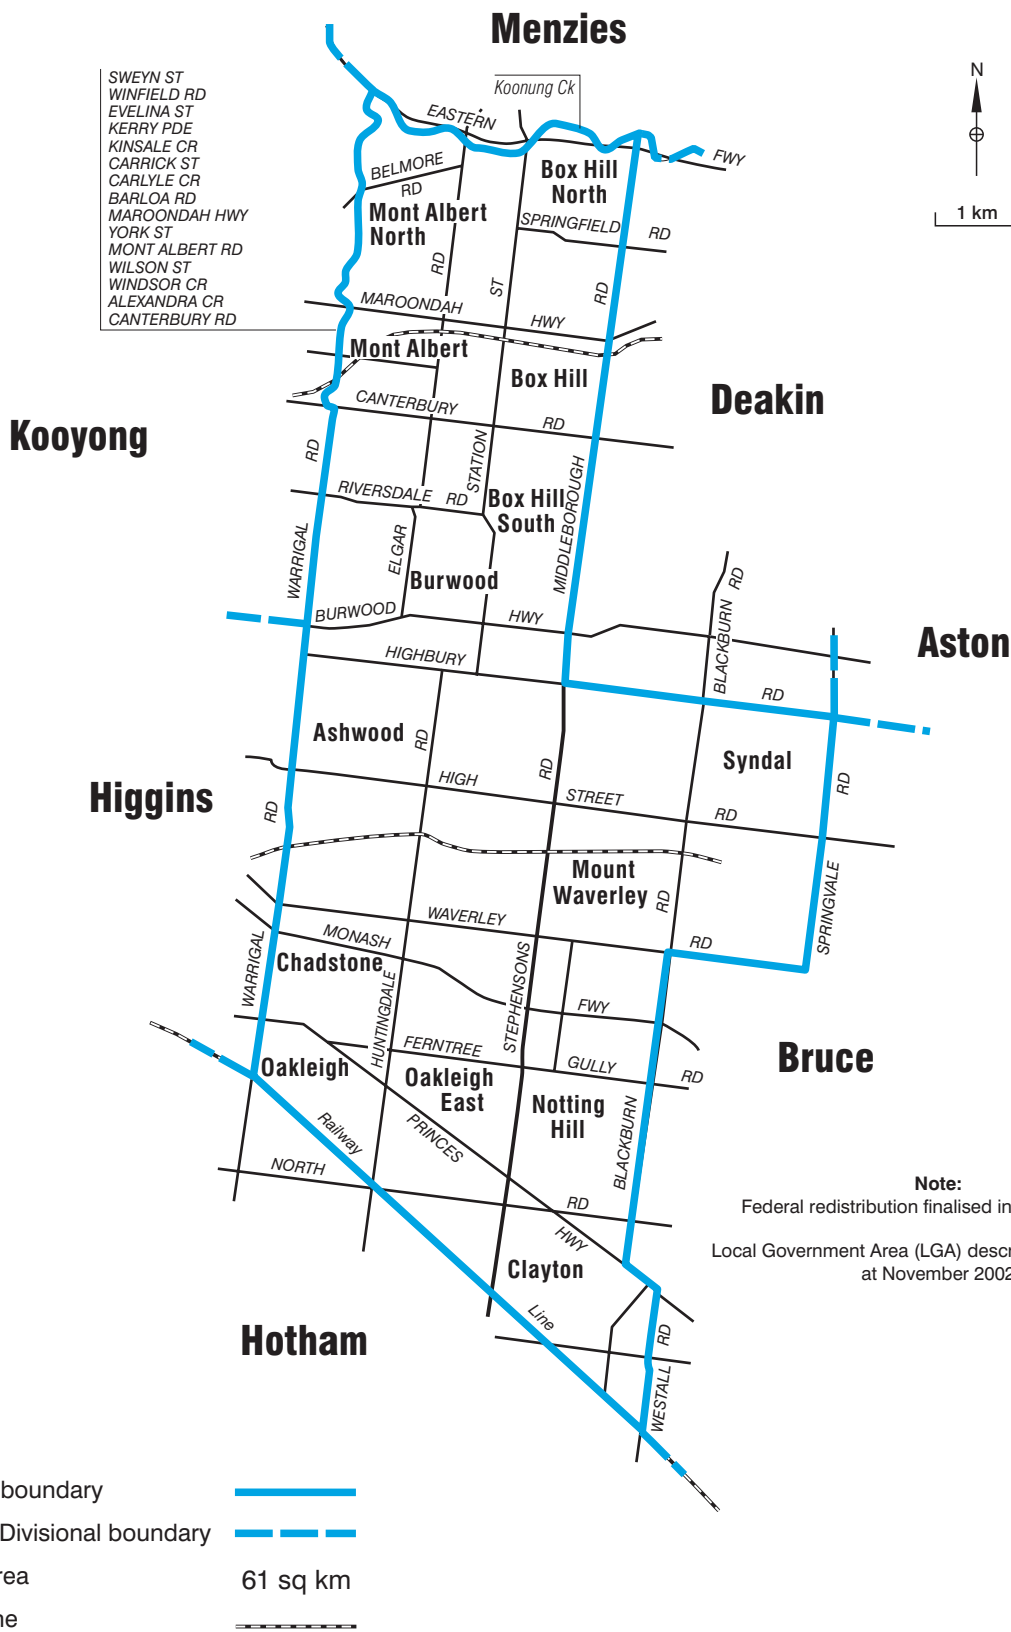 Menzies
SWEYN ST
WINFIELD RD
EVELINA ST
KERRY PDE
KINSALE CR
CARRICK ST
CARLYLE CR
BARLOA RD
MAROONDAH HWY
YORK ST
MONT ALBERT RD
WILSON ST
WINDSOR CR
ALEXANDRA CR
CANTERBURY RD
Koonung Ck
N
1 km
EASTERN
FWY
BELMORE
RD
Box Hill
North
Mont Albert
North
SPRINGFIELD
RD
RD
ST
RD
MAROONDAH
HWY
Mont Albert
Box Hill
Deakin
CANTERBURY
RD
Kooyong
RD
STATION
RIVERSDALE
RD
Box Hill
South
MIDDLEBOROUGH
WARRIGAL
ELGAR
Burwood
BURWOOD
HWY
BLACKBURN
RD
Aston
HIGHBURY
RD
Ashwood
RD
RD
Syndal
RD
HIGH
STREET
RD
Higgins
RD
Mount
Waverley
RD
SPRINGVALE
WAVERLEY
RD
MONASH
Chadstone
WARRIGAL
HUNTINGDALE
STEPHENSONS
FWY
FERNTREE
GULLY
RD
Bruce
Oakleigh
Oakleigh
East
Notting
Hill
Railway
PRINCES
BLACKBURN
NORTH
RD
HWY
Note:
Federal redistribution finalised in
Local Government Area (LGA) descr
at November 2002
Clayton
Line
RD
Hotham
WESTALL
boundary
Divisional boundary
rea
61 sq km
ne